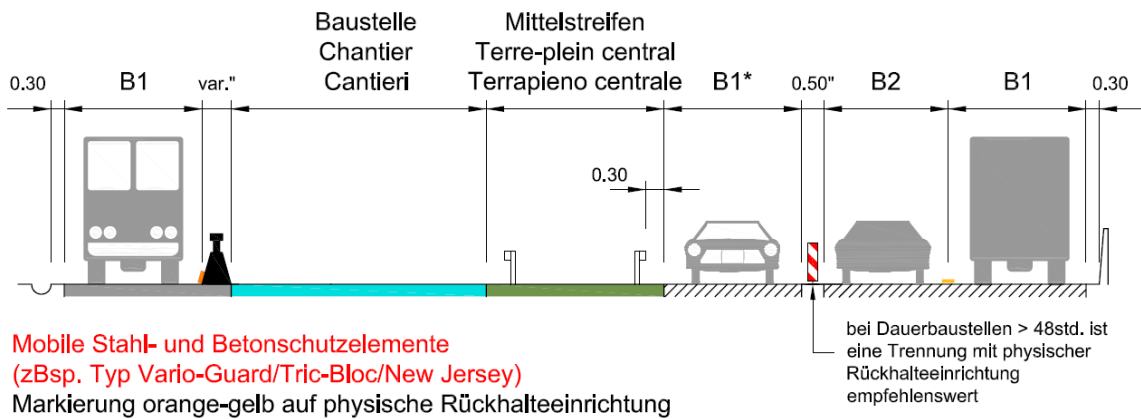 Baustelle
Chantier
Cantieri
Mittelstreifen
Terre-plein central
Terrapieno centrale
0.30
B1
var."
B1*
0.50"
B2
B1
0.30
0.30
bei Dauerbaustellen > 48std. ist
eine Trennung mit physischer
Rückhalteeinrichtung
empfehlenswert
Mobile Stahl- und Betonschutzelemente
(zBsp. Typ Vario-Guard/Tric-Bloc/New Jersey)
Markierung orange-gelb auf physische Rückhalteeinrichtung